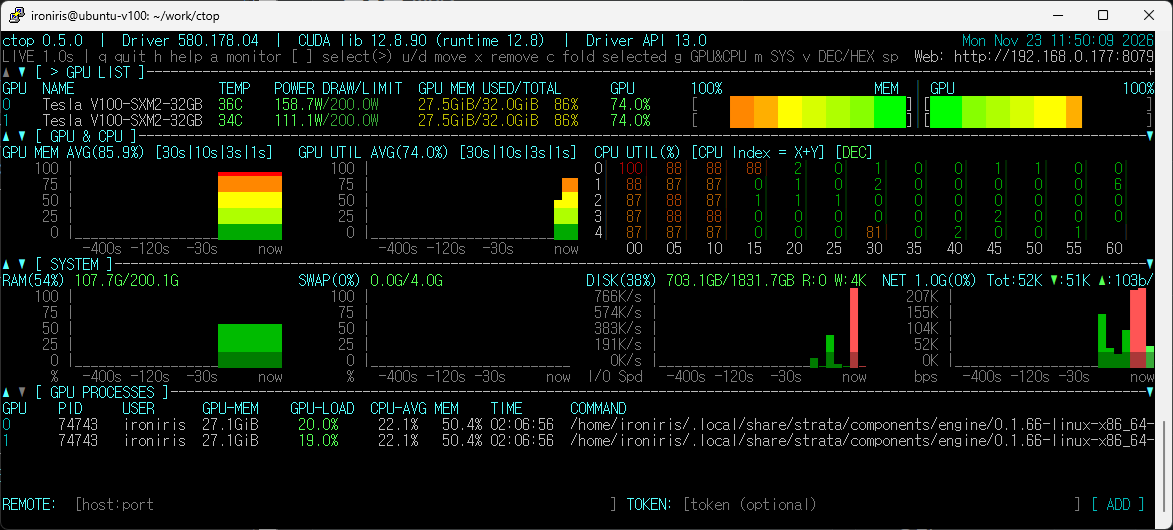 ironiris@ubuntu-v100: ~/work/ctop
ctop 0.5.0 | Driver 580.178.04 | CUDA lib 12.8.90 (runtime 12.8) | Driver API 13.0 Mon Nov 23 11:50:09 2026
LIVE 1.0s | q quit h help a monitor [ ] select(>) u/d move x remove c fold selected g GPU&CPU m SYS v DEC/HEX sp Web: http://192.168.0.177:8079
▲ ▼ [ > GPU LIST ]
GPU NAME TEMP POWER DRAW/LIMIT GPU MEM USED/TOTAL GPU 100% MEM GPU 100%
0 Tesla V100-SXM2-32GB 36C 158.7W/200.0W 27.5GiB/32.0GiB 86% 74.0% [ ] [ ]
1 Tesla V100-SXM2-32GB 34C 111.1W/200.0W 27.5GiB/32.0GiB 86% 74.0% [ ] [ ]
▲ ▼ [ GPU & CPU ]
GPU MEM AVG(85.9%) [30s|10s|3s|1s] GPU UTIL AVG(74.0%) [30s|10s|3s|1s] CPU UTIL(%) [CPU Index = X+Y] [DEC]
100 100 0 100 88 88 88 2 0 1 0 1 1 0 0
75 75 1 88 87 87 0 1 2 0 0 0 0 0 6
50 50 2 87 88 87 1 1 1 0 0 0 0 0 0
25 25 3 87 88 87 0 0 0 0 0 2 0 0
0 0 4 87 88 87 0 0 81 0 2 0 0 1
-400s -120s -30s now -400s -120s -30s now 00 05 10 15 20 25 30 35 40 45 50 55 60
▲ ▼ [ SYSTEM ]
RAM(54%) 107.7G/200.1G SWAP(0%) 0.0G/4.0G DISK(38%) 703.1GB/1831.7GB R:0 W:4K NET 1.0G(0%) Tot:52K ▼:51K ▲:103b/
100 100 766K/s 207K
75 75 574K/s 155K
50 50 383K/s 104K
25 25 191K/s 52K
0 0 0K/s 0K
% -400s -120s -30s now % -400s -120s -30s now I/O Spd -400s -120s -30s now bps -400s -120s -30s now
▲ ▼ [ GPU PROCESSES ]
GPU PID USER GPU-MEM GPU-LOAD CPU-AVG MEM TIME COMMAND
0 74743 ironiris 27.1GiB 20.0% 22.1% 50.4% 02:06:56 /home/ironiris/.local/share/strata/components/engine/0.1.66-linux-x86_64-
1 74743 ironiris 27.1GiB 19.0% 22.1% 50.4% 02:06:56 /home/ironiris/.local/share/strata/components/engine/0.1.66-linux-x86_64-
REMOTE: [host:port ] TOKEN: [token (optional) ] [ ADD ]